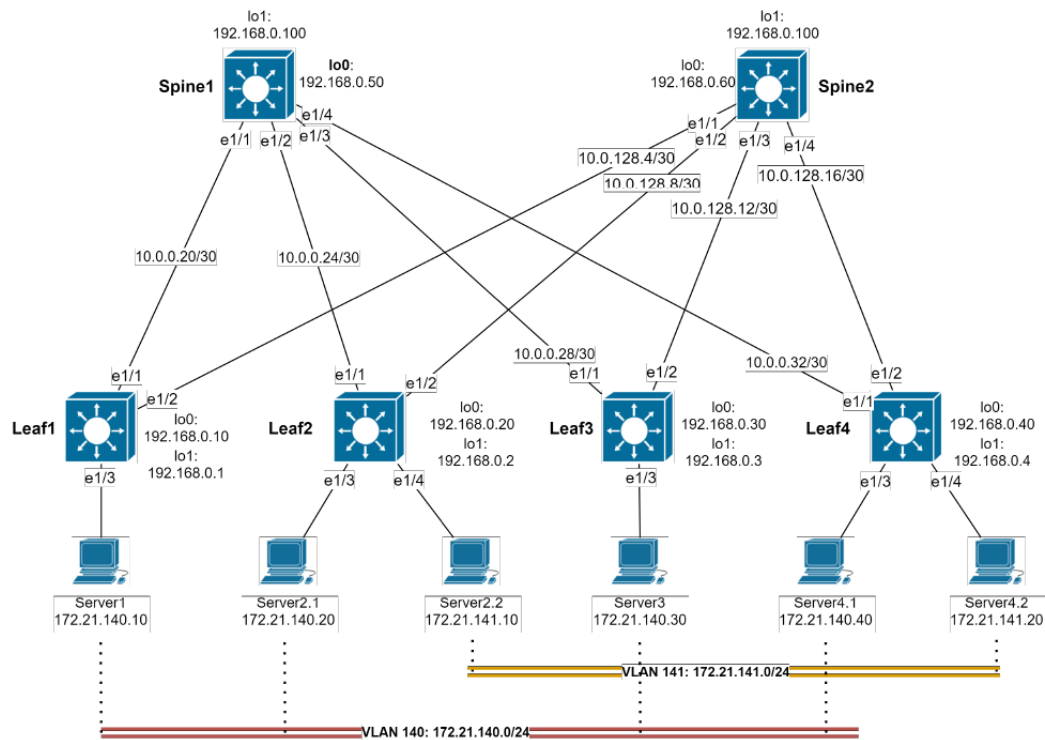 lo1:
192.168.0.100
lo1:
192.168.0.100
Spine1
lo0:
192.168.0.50
lo0:
192.168.0.60
Spine2
e1/4
e1/3
e1/1
e1/2
e1/1
e1/2
e1/3
e1/4
10.0.128.4/30
10.0.128.8/30
10.0.128.16/30
10.0.128.12/30
10.0.0.20/30
10.0.0.24/30
10.0.0.28/30
10.0.0.32/30
e1/1
e1/2
e1/1
e1/2
e1/1
e1/2
e1/1
e1/2
Leaf1
lo0:
192.168.0.10
lo1:
192.168.0.1
Leaf2
lo0:
192.168.0.20
lo1:
192.168.0.2
Leaf3
lo0:
192.168.0.30
lo1:
192.168.0.3
Leaf4
lo0:
192.168.0.40
lo1:
192.168.0.4
e1/3
e1/3
e1/4
e1/3
e1/3
e1/4
Server1
172.21.140.10
Server2.1
172.21.140.20
Server2.2
172.21.141.10
Server3
172.21.140.30
Server4.1
172.21.140.40
Server4.2
172.21.141.20
VLAN 141: 172.21.141.0/24
VLAN 140: 172.21.140.0/24